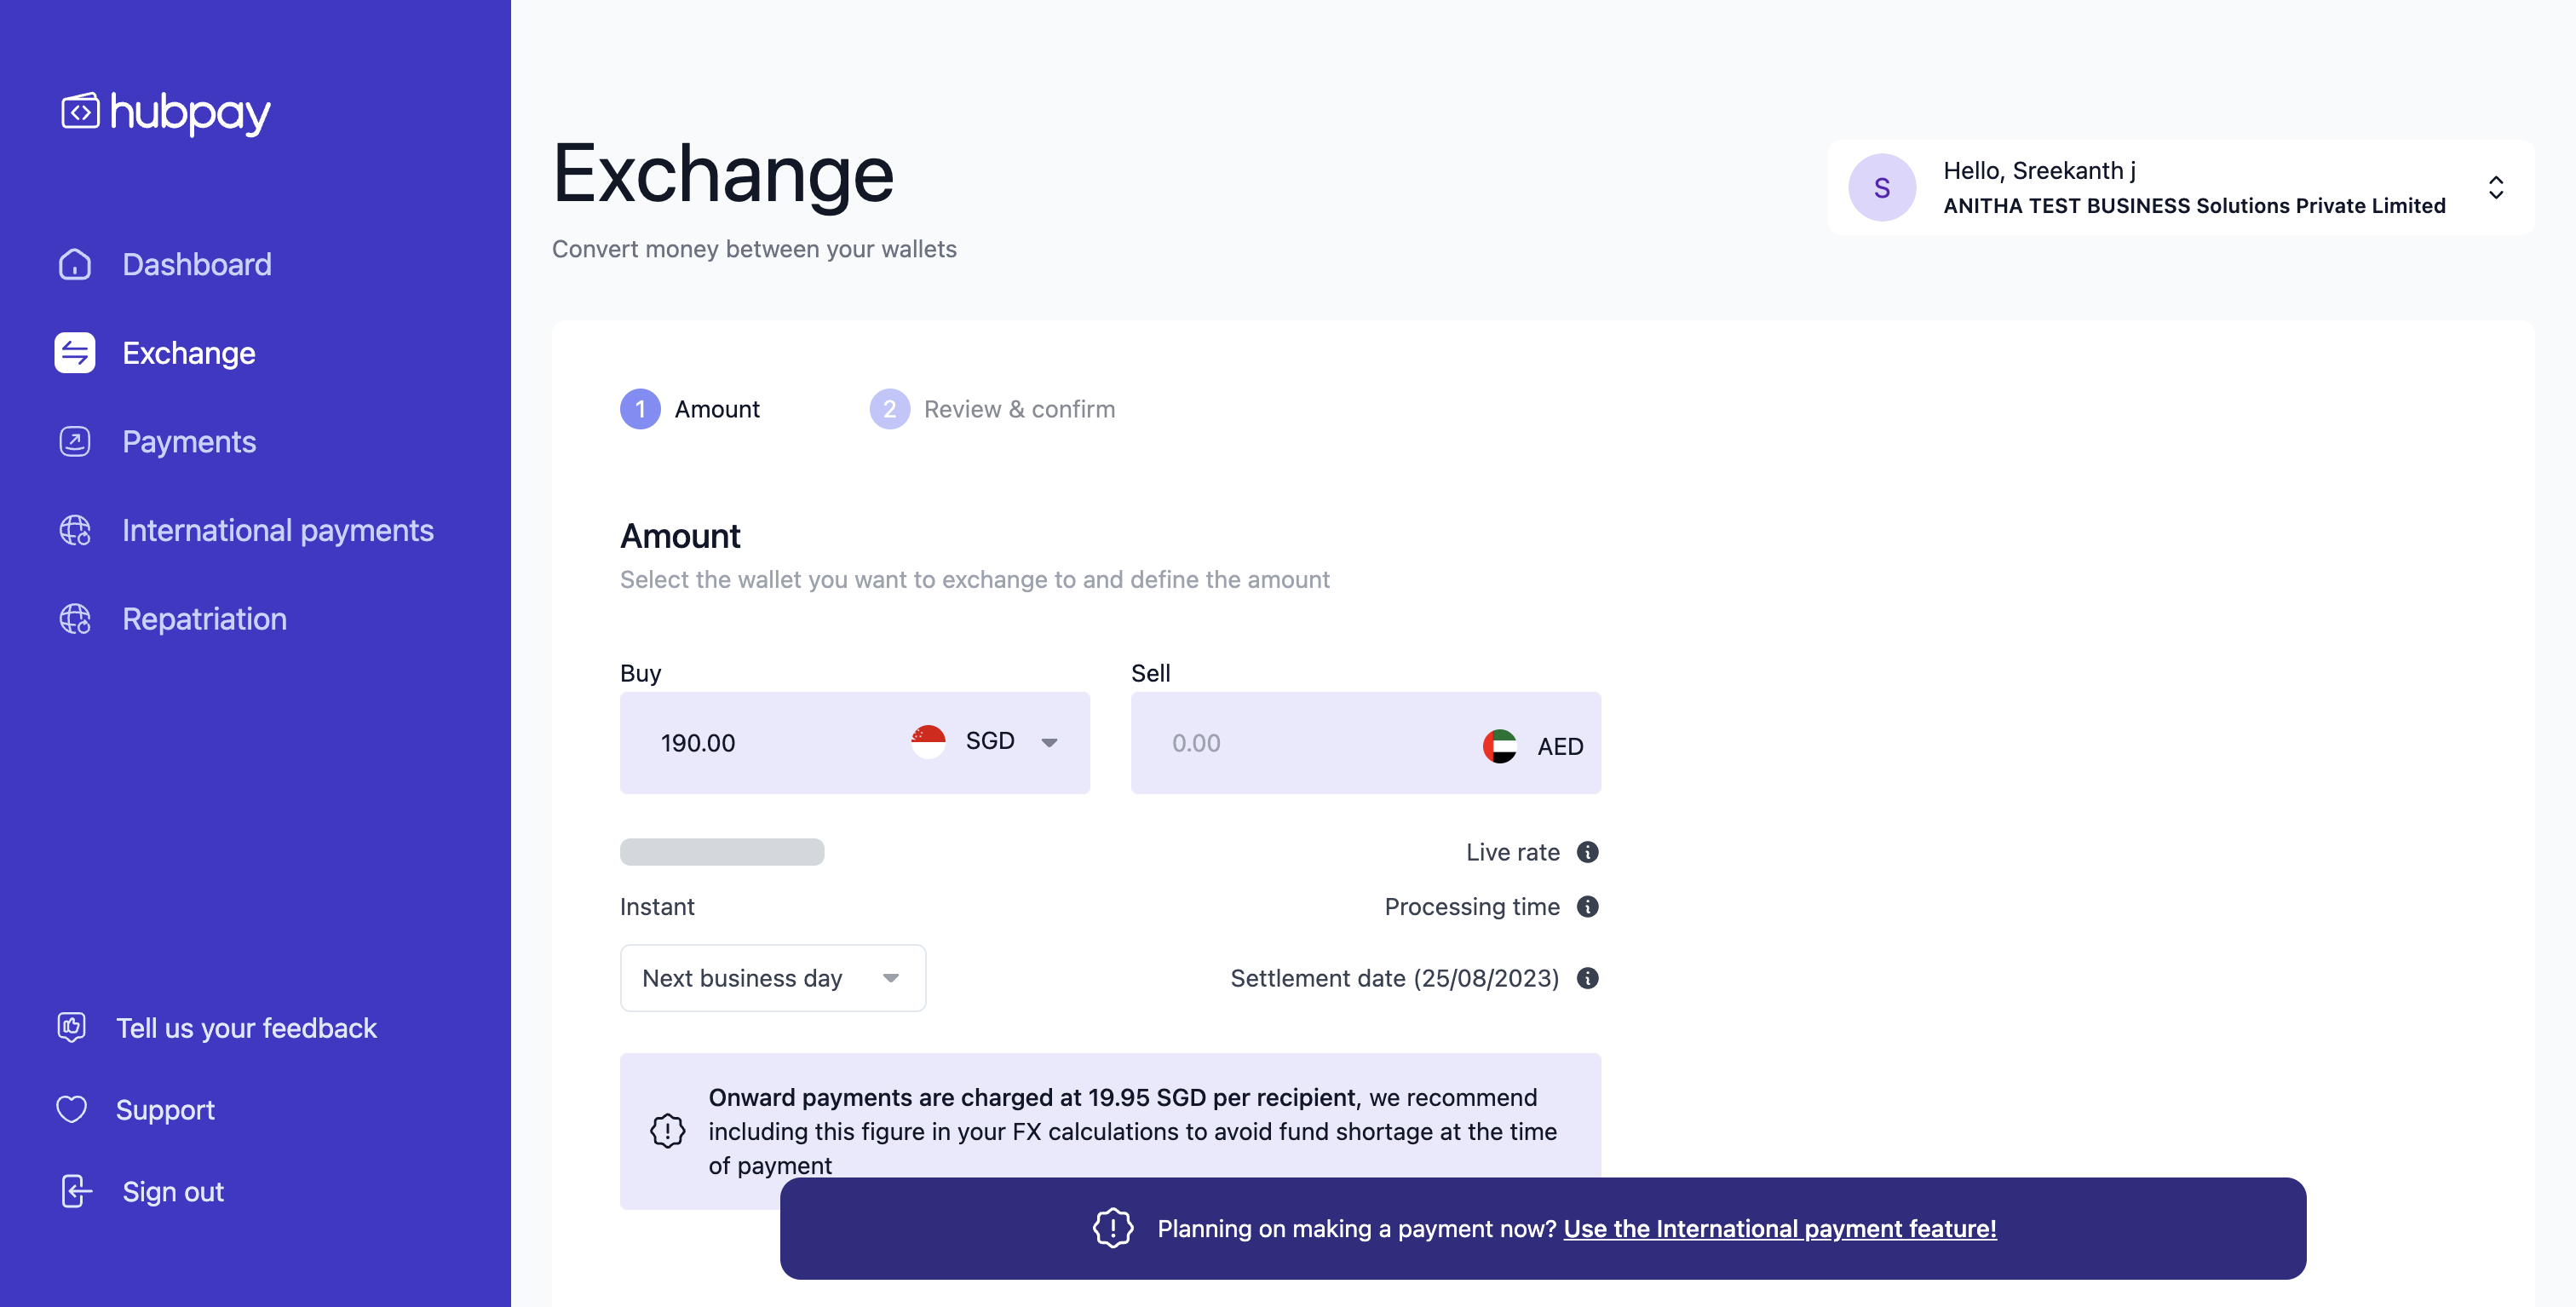 hubpay
Dashboard
Exchange
Payments
International payments
Repatriation
Tell us your feedback
Support
Sign out
Exchange
Convert money between your wallets
S
Hello, Sreekanth j
ANITHA TEST BUSINESS Solutions Private Limited
1 Amount
2 Review & confirm
Amount
Select the wallet you want to exchange to and define the amount
Buy
190.00 SGD
Sell
0.00 AED
Live rate
Instant
Processing time
Next business day
Settlement date (25/08/2023)
Onward payments are charged at 19.95 SGD per recipient, we recommend
including this figure in your FX calculations to avoid fund shortage at the time
of payment
Planning on making a payment now? Use the International payment feature!